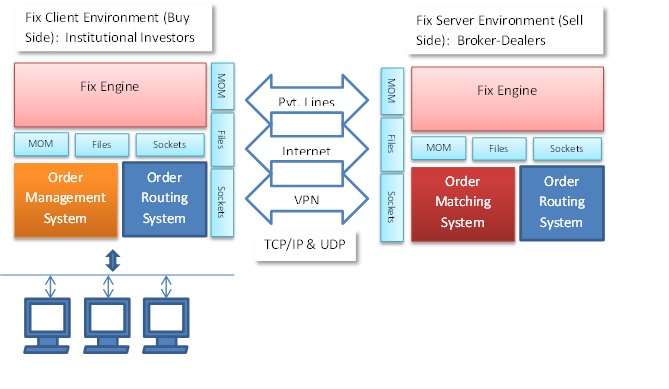 Fix Client Environment (Buy
Side): Institutional Investors
Fix Engine
MOM
Files
Sockets
MOM
Files
Sockets
Order
Management
System
Order
Routing
System
Pvt. Lines
Internet
VPN
TCP/IP & UDP
Fix Server Environment (Sell
Side): Broker-Dealers
MOM
Files
Sockets
Fix Engine
MOM
Files
Sockets
Order
Matching
System
Order
Routing
System